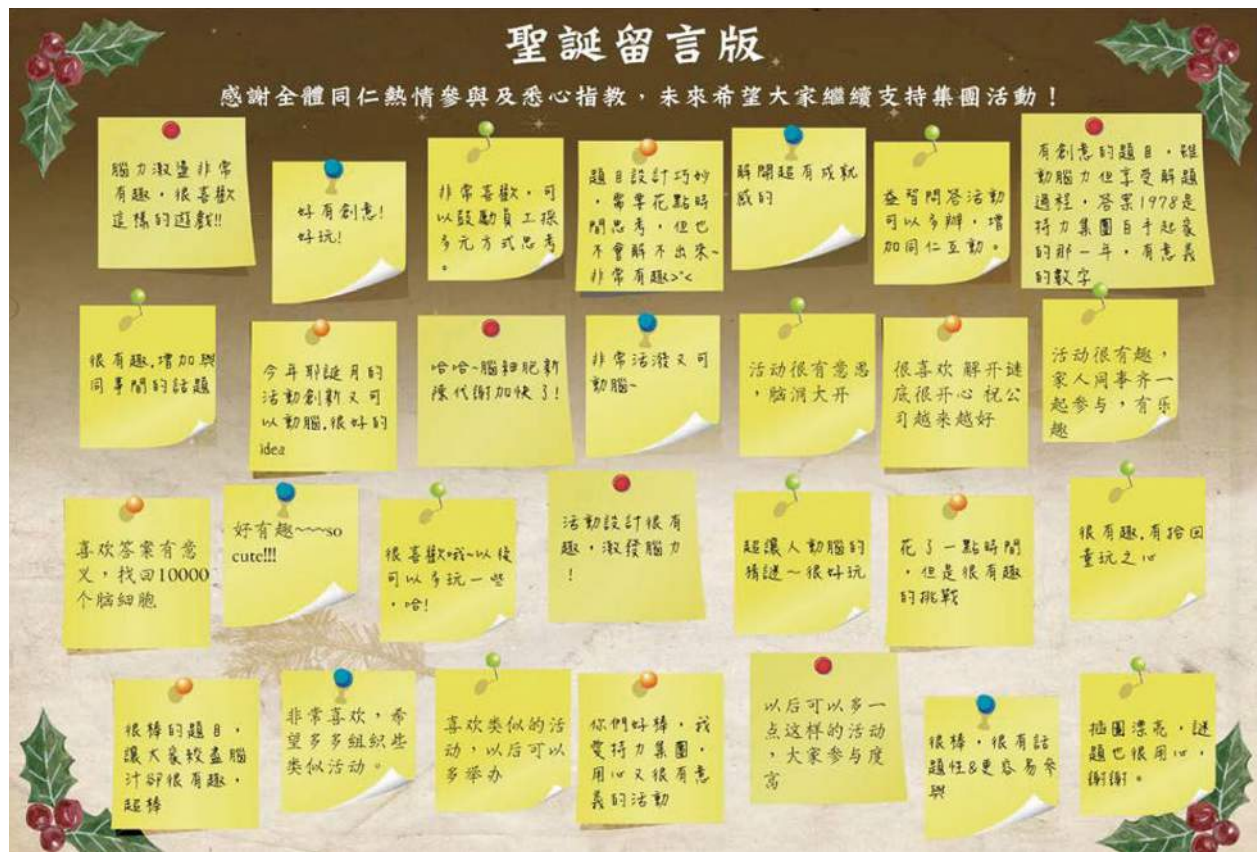 聖誕留言版
感謝全體同仁熱情參與及悉心指教，未來希望大家繼續支持集團活動！
腦力激盪非常
有趣，很喜歡
這樣的遊戲!!
好有創意!
好玩!
非常喜歡，可
以鼓勵員工採
多元方式思考
。
題目設計巧妙
，需要花點時
間思考，但也
不會解不出來~
非常有趣>"<
解開超有成就
感的
益智問答活動
可以多辦，增
加同仁互動。
有創意的題目，雖
動腦力但享受解題
過程，答案1978是
持力集團白手起家
的那一年，有意義
的數字
很有趣,增加與
同事間的話題
今年耶誕月的
活動創新又可
以動腦,很好的
idea
哈哈~腦細胞新
陳代謝加快了!
非常活潑又可
動腦~
活动很有意思
，脑洞大开
很喜欢 解开谜
底很开心 祝公
司越来越好
活动很有趣，
家人同事齐一
起参与，有乐
趣
喜欢答案有意
义，找回10000
个脑细胞
好有趣~~~so
cute!!!
很喜歡哦~以後
可以多玩一些
，哈!
活動設計很有
趣，激發腦力
！
超讓人動腦的
猜謎～很好玩
花了一點時間
，但是很有趣
的挑戰
很有趣,有拾回
童玩之心
很棒的題目，
讓大家絞盡腦
汁卻很有趣，
超棒
非常喜欢，希
望多多组织些
类似活动。
喜欢类似的活
动，以后可以
多举办
你們好棒，我
愛持力集團，
用心又很有意
義的活動
以后可以多一
点这样的活动
，大家参与度
高
很棒，很有話
題性&更容易參
與
插圖漂亮，謎
題也很用心，
謝謝。